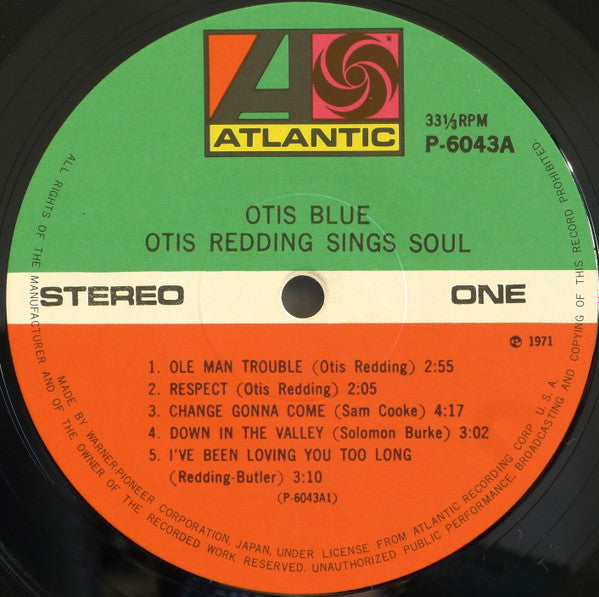 ATLANTIC
33⅓RPM
P-6043A
OTIS BLUE
OTIS REDDING SINGS SOUL
STEREO
ONE
℗ 1971
1. OLE MAN TROUBLE (Otis Redding) 2:55
2. RESPECT (Otis Redding) 2:05
3. CHANGE GONNA COME (Sam Cooke) 4:17
4. DOWN IN THE VALLEY (Solomon Burke) 3:02
5. I'VE BEEN LOVING YOU TOO LONG
(Redding-Butler) 3:10
(P-6043A1)
MADE BY WARNER-PIONEER CORPORATION, JAPAN, UNDER LICENSE FROM ATLANTIC RECORDING CORP. U.S.A.
ALL RIGHTS OF THE MANUFACTURER AND OF THE OWNER OF THE RECORDED WORK RESERVED. UNAUTHORIZED PUBLIC PERFORMANCE, BROADCASTING AND COPYING OF THIS RECORD PROHIBITED.